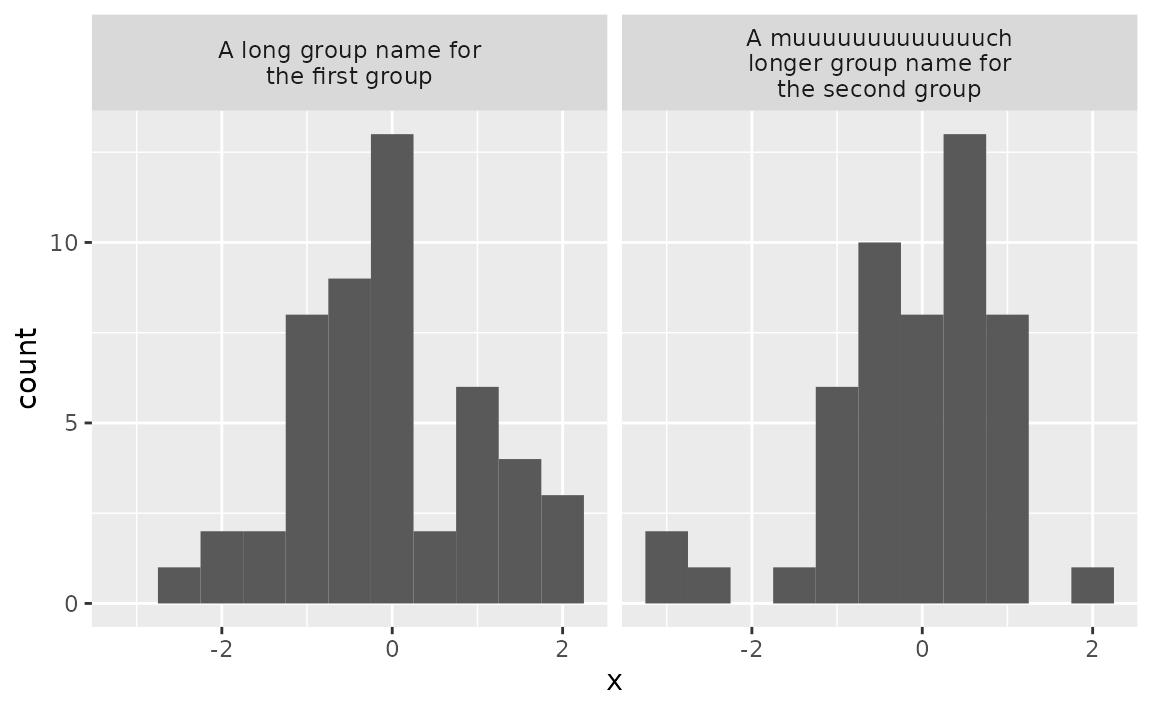 A long group name for
the first group
A muuuuuuuuuuuuuch
longer group name for
the second group
10
5
0
count
-2 0 2
-2 0 2
x